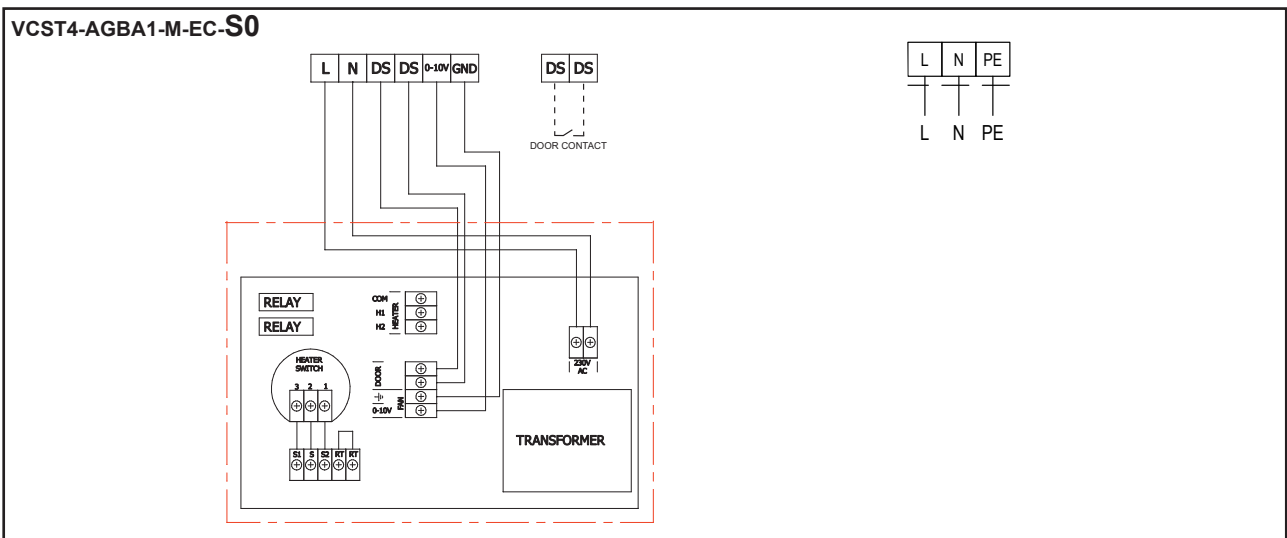 VCST4-AGBA1-M-EC-S0
L N DS DS 0-10V GND
DS DS
DOOR CONTACT
L N PE
L N PE
RELAY
RELAY
COM
H1
H2
HEATER
HEATER
SWITCH
3 2 1
DOOR
FAN
0-10V
S1 S S2 RT RT
230V
AC
TRANSFORMER